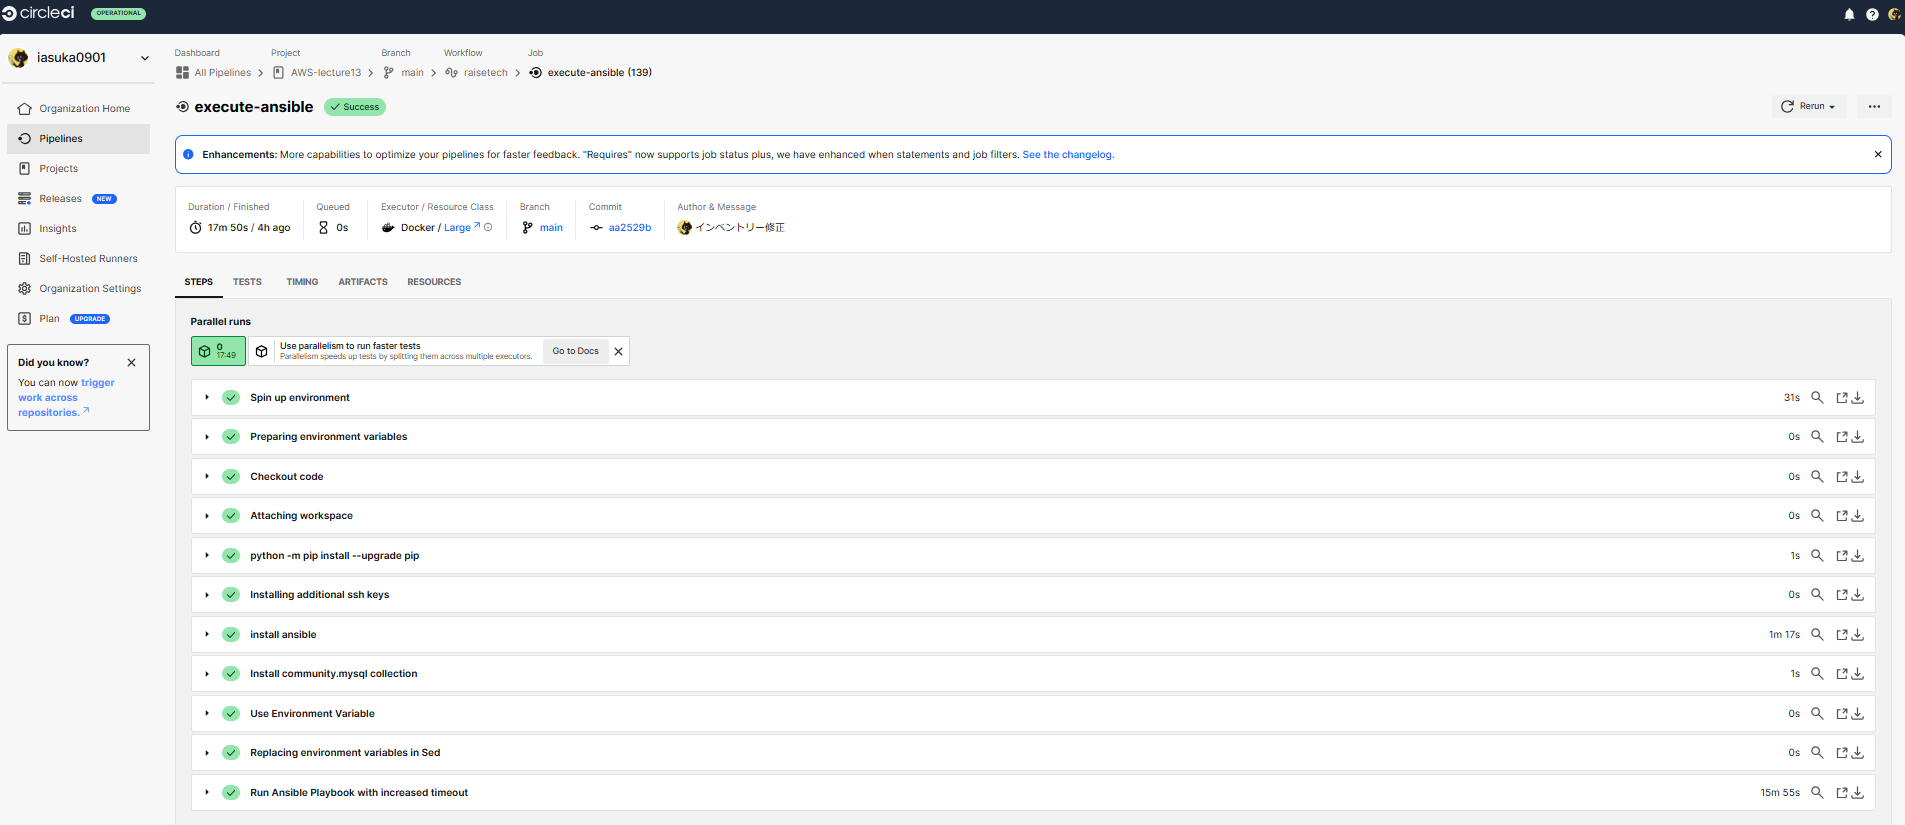 circleci OPERATIONAL
iasuka0901
Dashboard Project Branch Workflow Job
All Pipelines AWS-lecture13 main raisetech execute-ansible (139)
execute-ansible Success
Rerun
Organization Home
Pipelines
Projects
Releases NEW
Insights
Self-Hosted Runners
Organization Settings
Plan UPGRADE
Did you know?
You can now trigger
work across
repositories.
Enhancements: More capabilities to optimize your pipelines for faster feedback. "Requires" now supports job status plus, we have enhanced when statements and job filters. See the changelog.
Duration / Finished Queued Executor / Resource Class Branch Commit Author & Message
17m 50s / 4h ago 0s Docker / Large main aa2529b インベントリー修正
STEPS TESTS TIMING ARTIFACTS RESOURCES
Parallel runs
0
17:49
Use parallelism to run faster tests
Parallelism speeds up tests by splitting them across multiple executors.
Go to Docs
Spin up environment 31s
Preparing environment variables 0s
Checkout code 0s
Attaching workspace 0s
python -m pip install --upgrade pip 1s
Installing additional ssh keys 0s
install ansible 1m 17s
Install community.mysql collection 1s
Use Environment Variable 0s
Replacing environment variables in Sed 0s
Run Ansible Playbook with increased timeout 15m 55s